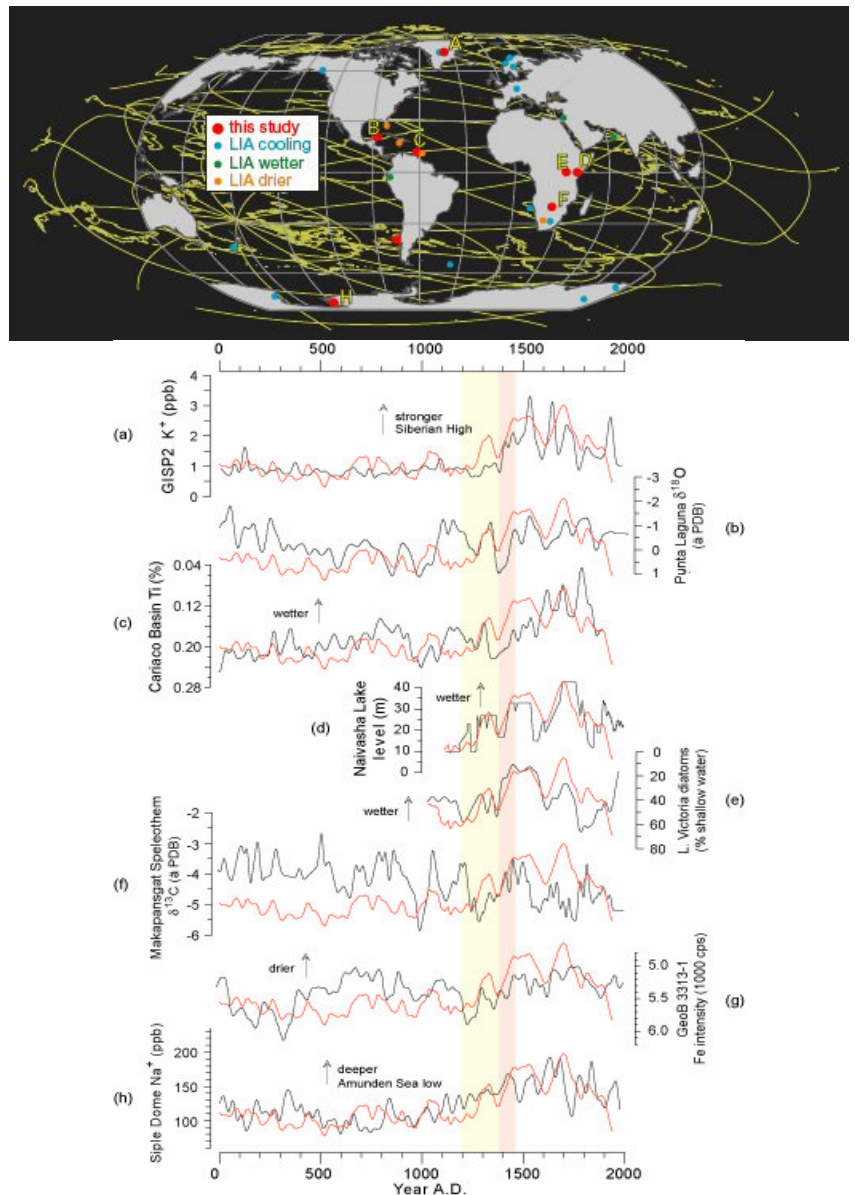 A
B
C
this study
LIA cooling
LIA wetter
LIA drier
E D
F
H
0 500 1000 1500 2000
(a)
GISP2 K+ (ppb)
4
3
2
1
0
stronger
Siberian High
(b)
-3
-2
-1
0
1
Punta Laguna δ18O
(à PDB)
(c)
Cariaco Basin Ti (%)
0.04
0.12
0.20
0.28
wetter
(d)
Naivasha Lake
level (m)
40
30
20
10
0
wetter
(e)
0
20
40
60
80
L. Victoria diatoms
(% shallow water)
wetter
(f)
Makapansgat Speleothem
δ13C (à PDB)
-2
-3
-4
-5
-6
(g)
5.0
5.5
6.0
GeoB 3313-1
Fe intensity (1000 cps)
drier
(h)
Siple Dome Na+ (ppb)
200
150
100
deeper
Amunden Sea low
0 500 1000 1500 2000
Year A.D.